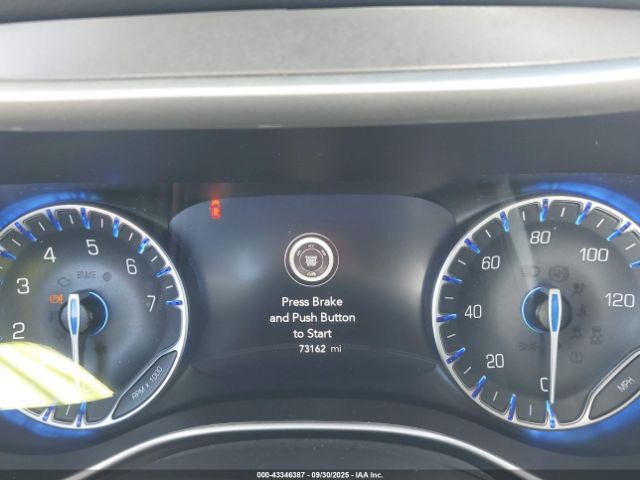 2
3
4
5
6
7
BRAKE
RPM x 1000
Press Brake
and Push Button
to Start
73162 mi
20
40
60
80
100
120
MPH
000-43346387 - 09/30/2025 - IAA Inc.